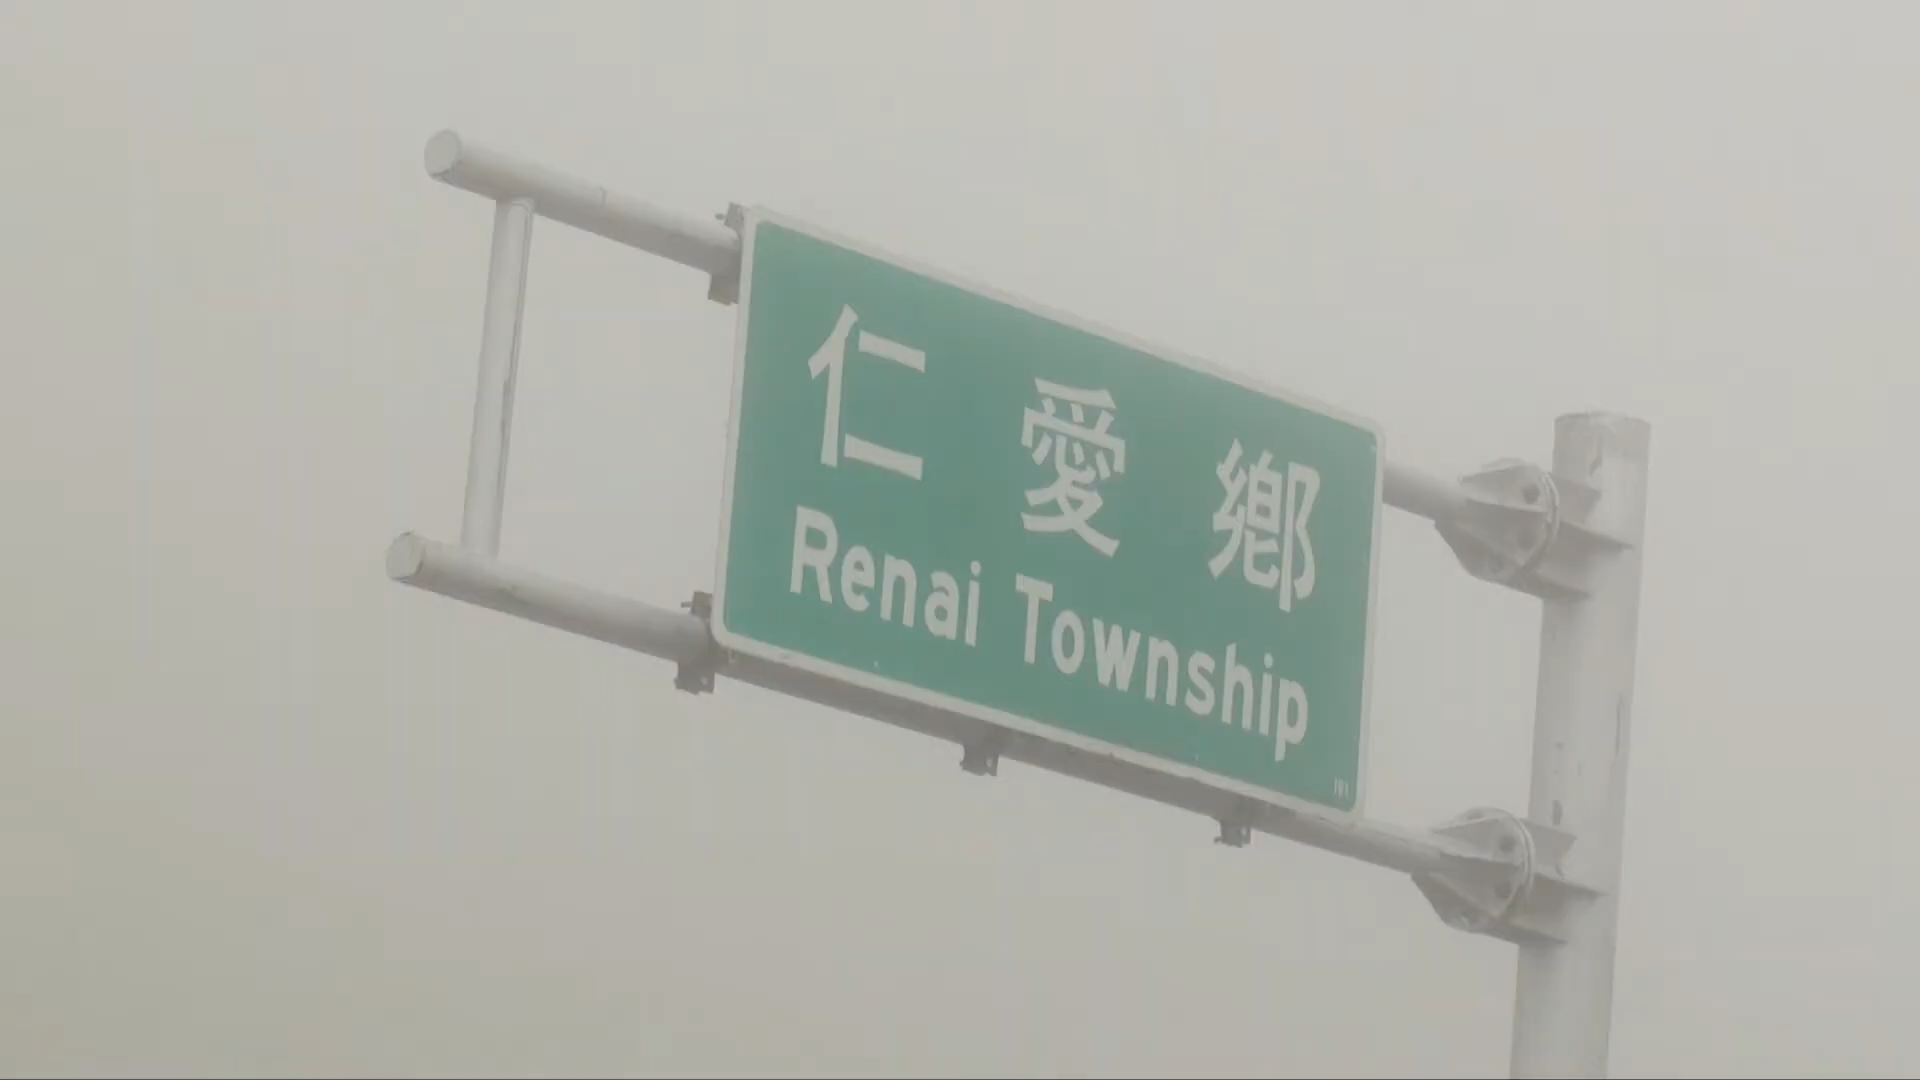 仁愛鄉
Renai Township